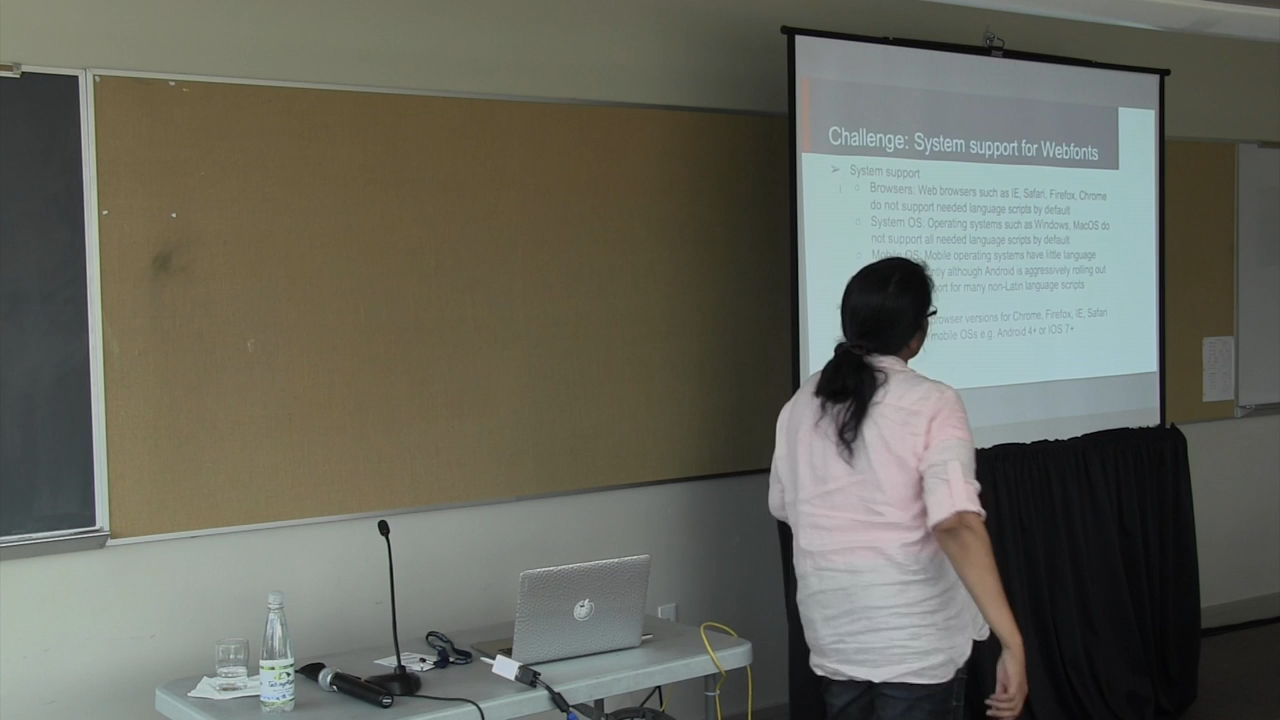 Challenge: System support for Webfonts
➢ System support
○ Browsers: Web browsers such as IE, Safari, Firefox, Chrome
do not support needed language scripts by default
○ System OS: Operating systems such as Windows, MacOS do
not support all needed language scripts by default
○ Mobile OS: Mobile operating systems have little language
although Android is aggressively rolling out
for many non-Latin language scripts
browser versions for Chrome, Firefox, IE, Safari
mobile OSs e.g. Android 4+ or IOS 7+